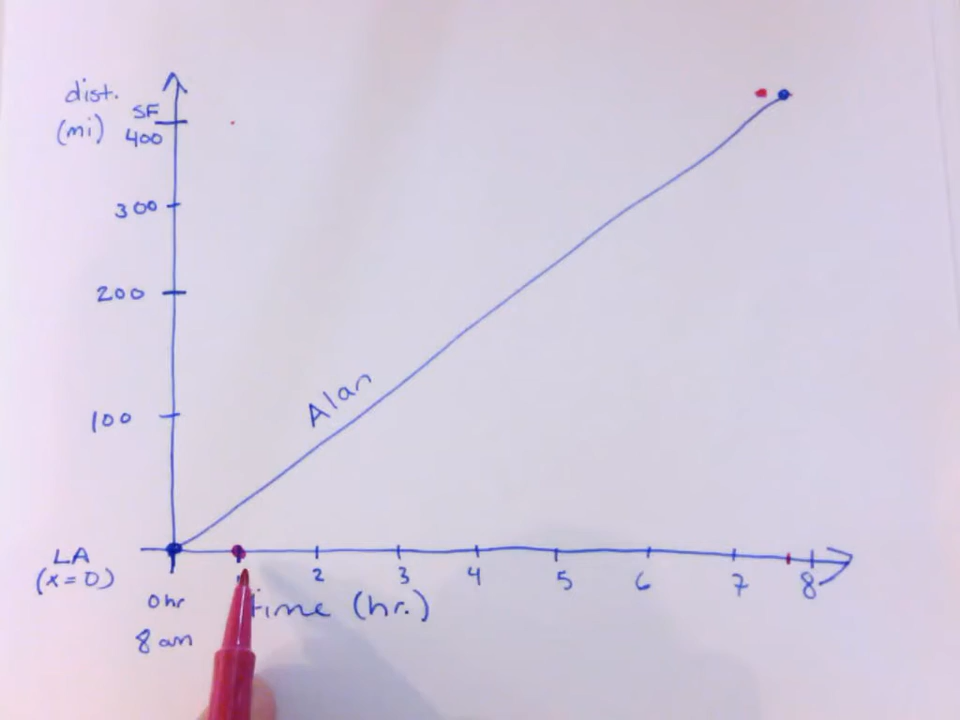 dist.
(mi)
SF
400
300
200
100
Alan
LA
(x=0)
2
3
4
5
6
7
8
0hr
8am
time (hr.)